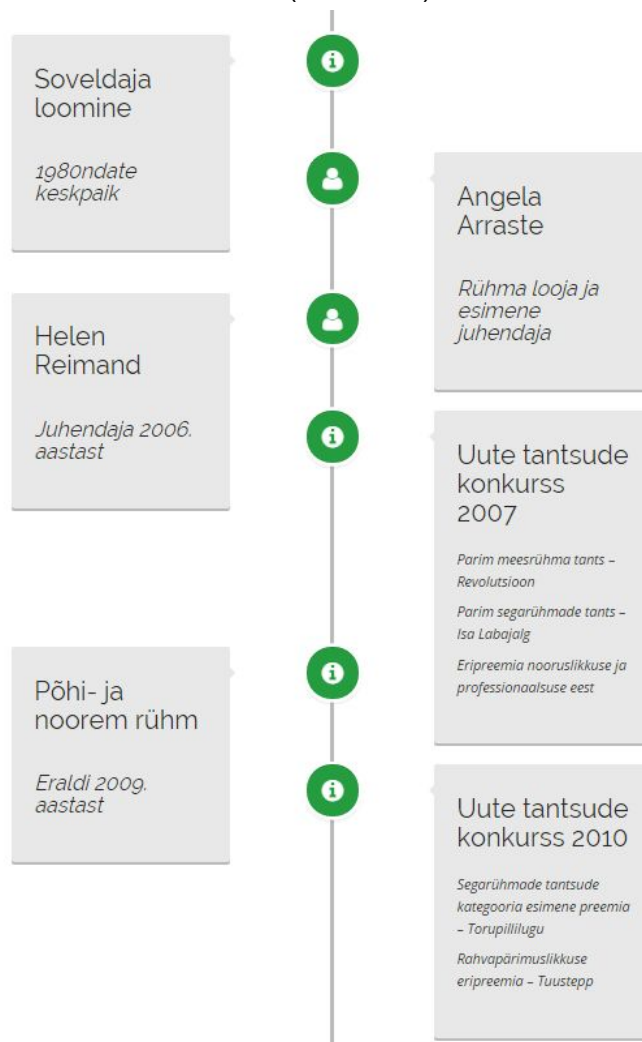 Soveldaja
loomine
1980ndate
keskpaik
Angela
Arraste
Rühma looja ja
esimene
juhendaja
Helen
Reimand
Juhendaja 2006.
aastast
Uute tantsude
konkurss
2007
Parim meesrühma tants –
Revolutsioon
Parim segarühmade tants –
Isa Labajalg
Eripreemia nooruslikkuse ja
professionaalsuse eest
Põhi- ja
noorem rühm
Eraldi 2009.
aastast
Uute tantsude
konkurss 2010
Segarühmade tantsude
kategooria esimene preemia
– Torupillilugu
Rahvapärimuslikkuse
eripreemia – Tuustepp